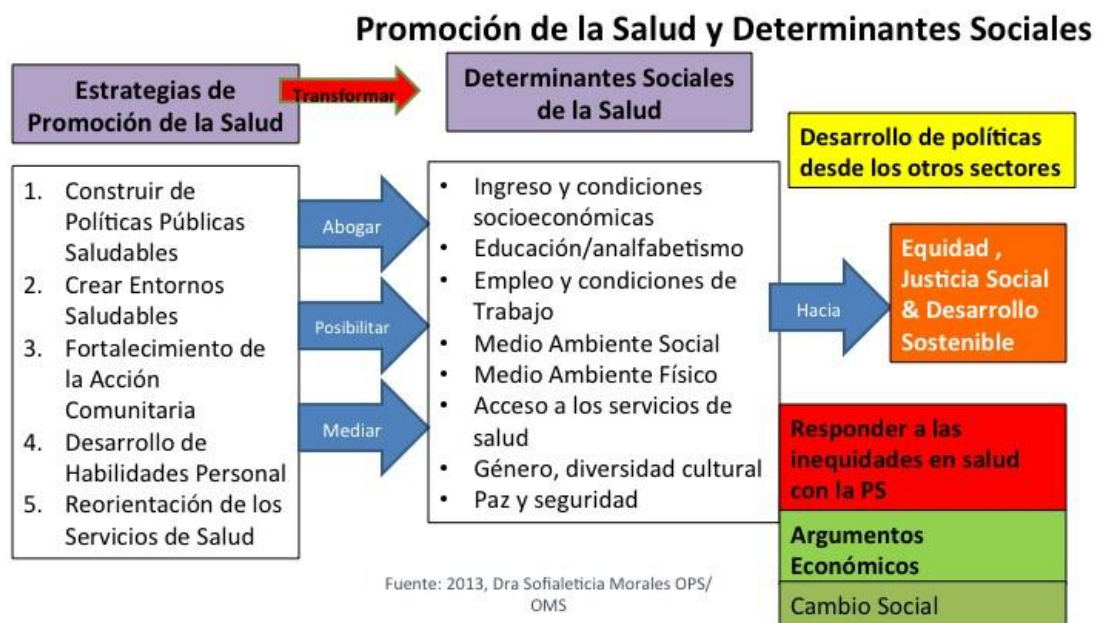 Promoción de la Salud y Determinantes Sociales
Estrategias de
Promoción de la Salud
Transformar
Determinantes Sociales
de la Salud
1. Construir de
Políticas Públicas
Saludables
2. Crear Entornos
Saludables
3. Fortalecimiento de
la Acción
Comunitaria
4. Desarrollo de
Habilidades Personal
5. Reorientación de los
Servicios de Salud
Abogar
Posibilitar
Mediar
• Ingreso y condiciones
socioeconómicas
• Educación/analfabetismo
• Empleo y condiciones de
Trabajo
• Medio Ambiente Social
• Medio Ambiente Físico
• Acceso a los servicios de
salud
• Género, diversidad cultural
• Paz y seguridad
Hacia
Desarrollo de políticas
desde los otros sectores
Equidad ,
Justicia Social
& Desarrollo
Sostenible
Responder a las
inequidades en salud
con la PS
Argumentos
Económicos
Cambio Social
Fuente: 2013, Dra Sofialeticia Morales OPS/
OMS